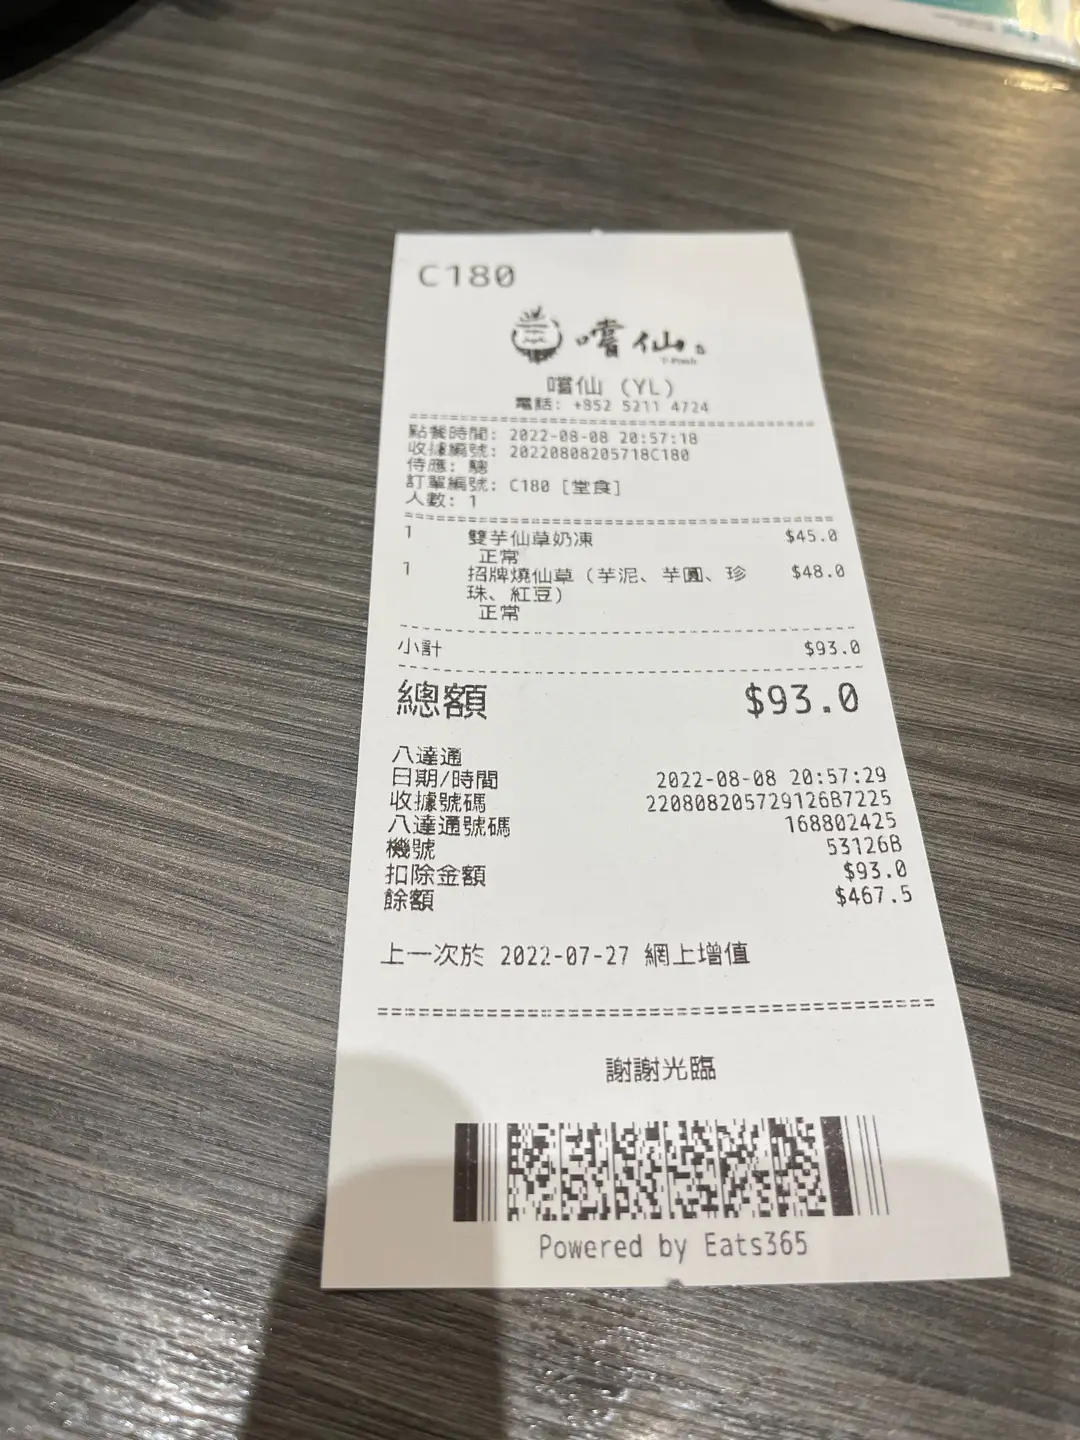 C180
嚐仙
嚐仙 (YL)
電話: +852 5211 4724
點餐時間: 2022-08-08 20:57:18
收據編號: 20220808205718C180
侍應: 驄
訂單編號: C180 [堂食]
人數: 1
1 雙芋仙草奶凍 $45.0
正常
1 招牌燒仙草 (芋泥、芋圓、珍 $48.0
珠、紅豆)
正常
小計 $93.0
總額 $93.0
八達通
日期/時間 2022-08-08 20:57:29
收據號碼 220808205729126B7225
八達通號碼 168802425
機號 53126B
扣除金額 $93.0
餘額 $467.5
上一次於 2022-07-27 網上增值
謝謝光臨
Powered by Eats365